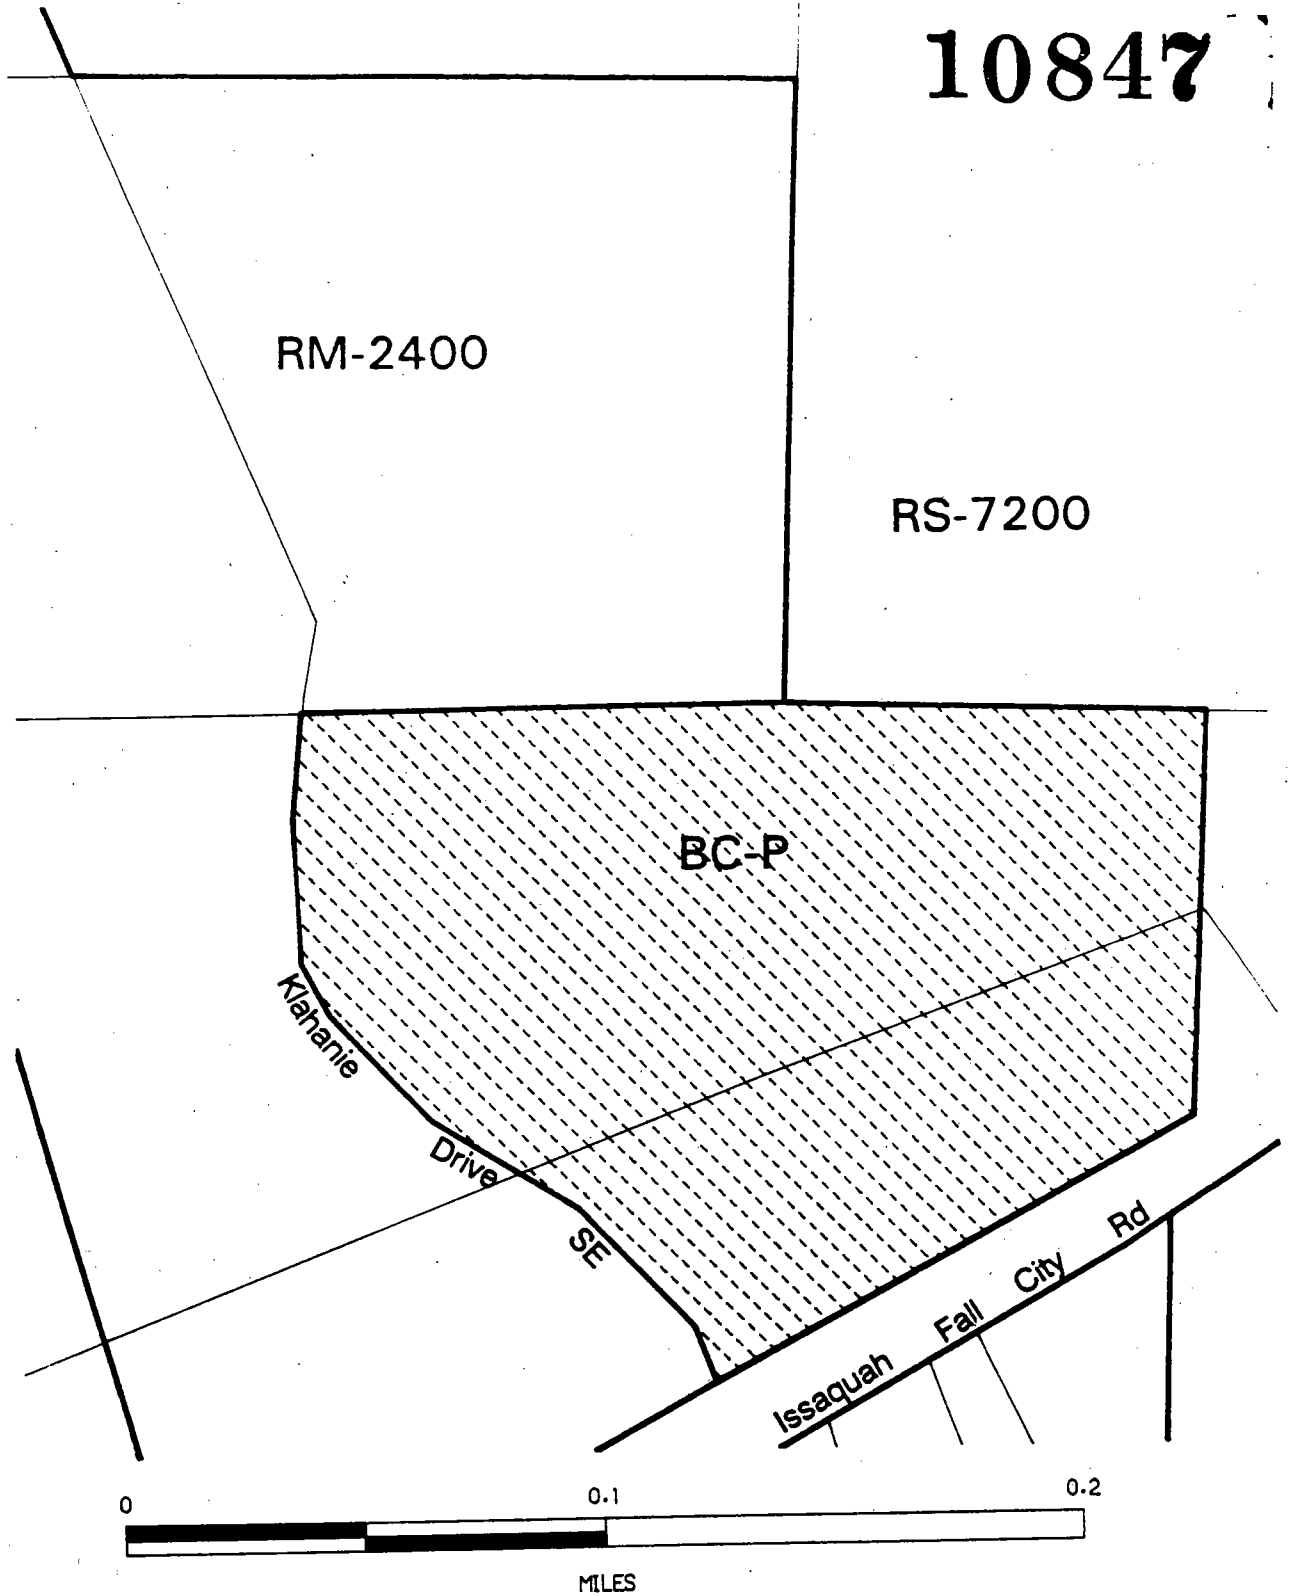 10847
RM-2400
RS-7200
BC-P
Klahanie Drive SE
Issaquah Fall City Rd
0 0.1 0.2
MILES